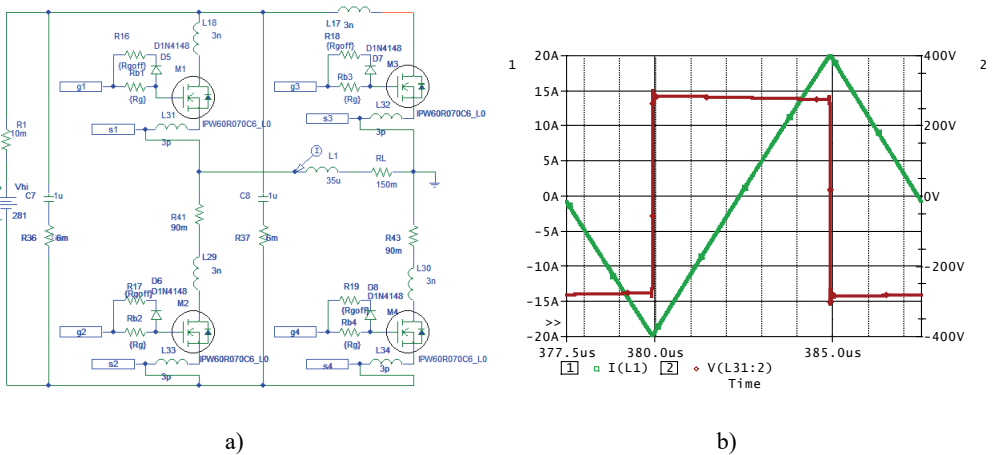 L18
3n
R16
{Rgoff}
D1N4148
D5
Rb1
{Rg}
M1
g1
L31
3p
s1
IPW60R070C6_L0
L17 3n
R18
{Rgoff}
D1N4148
D7
Rb3
{Rg}
M3
g3
L32
3p
s3
IPW60R070C6_L0
R1
10m
Vhi
281
C7
1u
R36
6m
I
L1
35u
RL
150m
C8
1u
R37
6m
R41
90m
R43
90m
L29
3n
L30
3n
R17
{Rgoff}
D6
D1N4148
Rb2
{Rg}
M2
g2
L33
3p
s2
IPW60R070C6_L0
R19
{Rgoff}
D8
D1N4148
Rb4
{Rg}
M4
g4
L34
3p
s4
IPW60R070C6_L0
a)
1
2
20A
15A
10A
5A
0A
-5A
-10A
-15A
>>
-20A
400V
200V
0V
-200V
-400V
377.5us
380.0us
385.0us
1 I(L1) 2 V(L31:2)
Time
b)